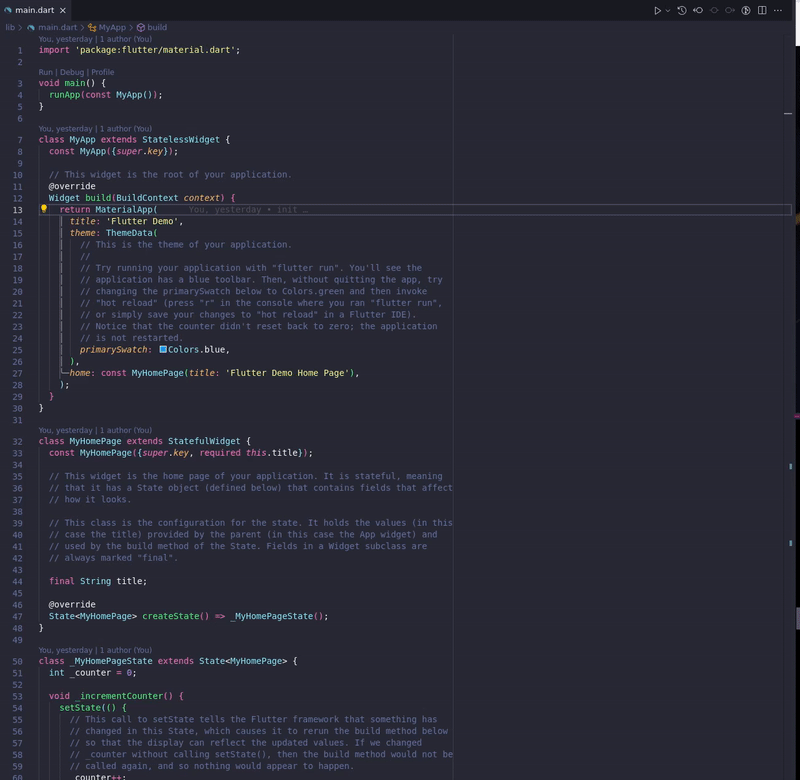 main.dart
lib > main.dart > MyApp > build
You, yesterday | 1 author (You)
1 import 'package:flutter/material.dart';
2
Run | Debug | Profile
3 void main() {
4 runApp(const MyApp());
5 }
6
You, yesterday | 1 author (You)
7 class MyApp extends StatelessWidget {
8 const MyApp({super.key});
9
10 // This widget is the root of your application.
11 @override
12 Widget build(BuildContext context) {
13 return MaterialApp( You, yesterday • init …
14 title: 'Flutter Demo',
15 theme: ThemeData(
16 // This is the theme of your application.
17 //
18 // Try running your application with "flutter run". You'll see the
19 // application has a blue toolbar. Then, without quitting the app, try
20 // changing the primarySwatch below to Colors.green and then invoke
21 // "hot reload" (press "r" in the console where you ran "flutter run",
22 // or simply save your changes to "hot reload" in a Flutter IDE).
23 // Notice that the counter didn't reset back to zero; the application
24 // is not restarted.
25 primarySwatch: Colors.blue,
26 ),
27 home: const MyHomePage(title: 'Flutter Demo Home Page'),
28 );
29 }
30 }
31
You, yesterday | 1 author (You)
32 class MyHomePage extends StatefulWidget {
33 const MyHomePage({super.key, required this.title});
34
35 // This widget is the home page of your application. It is stateful, meaning
36 // that it has a State object (defined below) that contains fields that affect
37 // how it looks.
38
39 // This class is the configuration for the state. It holds the values (in this
40 // case the title) provided by the parent (in this case the App widget) and
41 // used by the build method of the State. Fields in a Widget subclass are
42 // always marked "final".
43
44 final String title;
45
46 @override
47 State<MyHomePage> createState() => _MyHomePageState();
48 }
49
You, yesterday | 1 author (You)
50 class _MyHomePageState extends State<MyHomePage> {
51 int _counter = 0;
52
53 void _incrementCounter() {
54 setState(() {
55 // This call to setState tells the Flutter framework that something has
56 // changed in this State, which causes it to rerun the build method below
57 // so that the display can reflect the updated values. If we changed
58 // _counter without calling setState(), then the build method would not be
59 // called again, and so nothing would appear to happen.
60 _counter++;